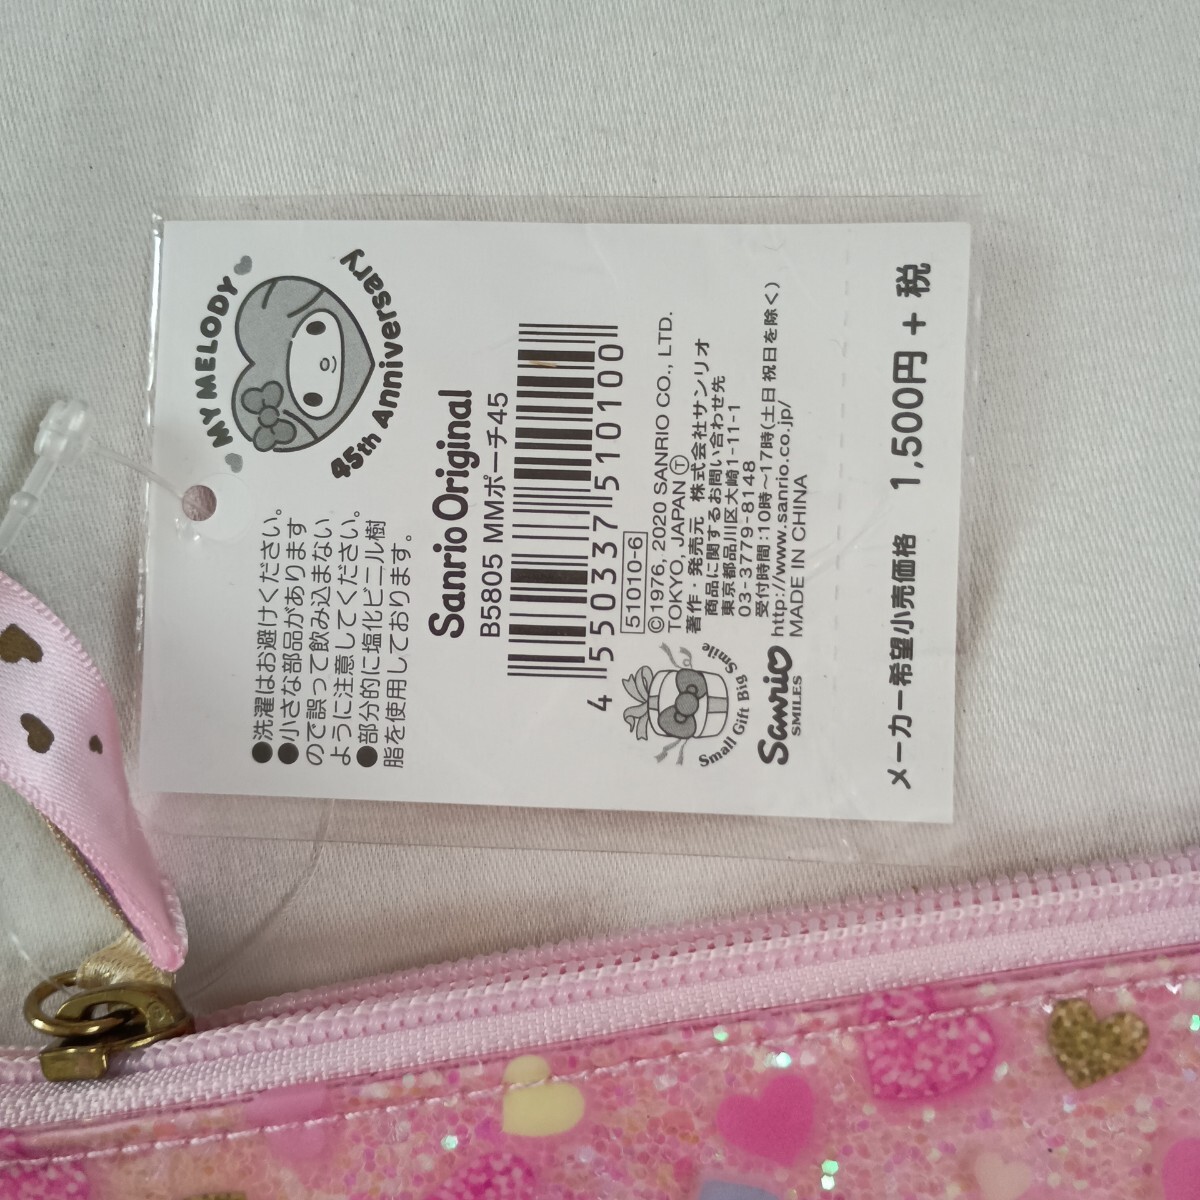 MY MELODY
45th Anniversary
●洗濯はお避けください。
●小さな部品があります
ので誤って飲み込まない
ように注意してください。
●部分的に塩化ビニール樹
脂を使用しております。
Sanrio Original
B5805 MMポーチ45
4 550337 510100
51010-6
©1976, 2020 SANRIO CO., LTD.
TOKYO, JAPAN Ⓣ
著作・発売元 株式会社サンリオ
商品に関するお問い合わせ先
東京都品川区大崎1-11-1
03-3779-8148
受付時間:10時～17時(土日祝日を除く)
http://www.sanrio.co.jp/
MADE IN CHINA
Small Gift Big Smile
Sanrio
SMILES
メーカー希望小売価格 1,500円+税